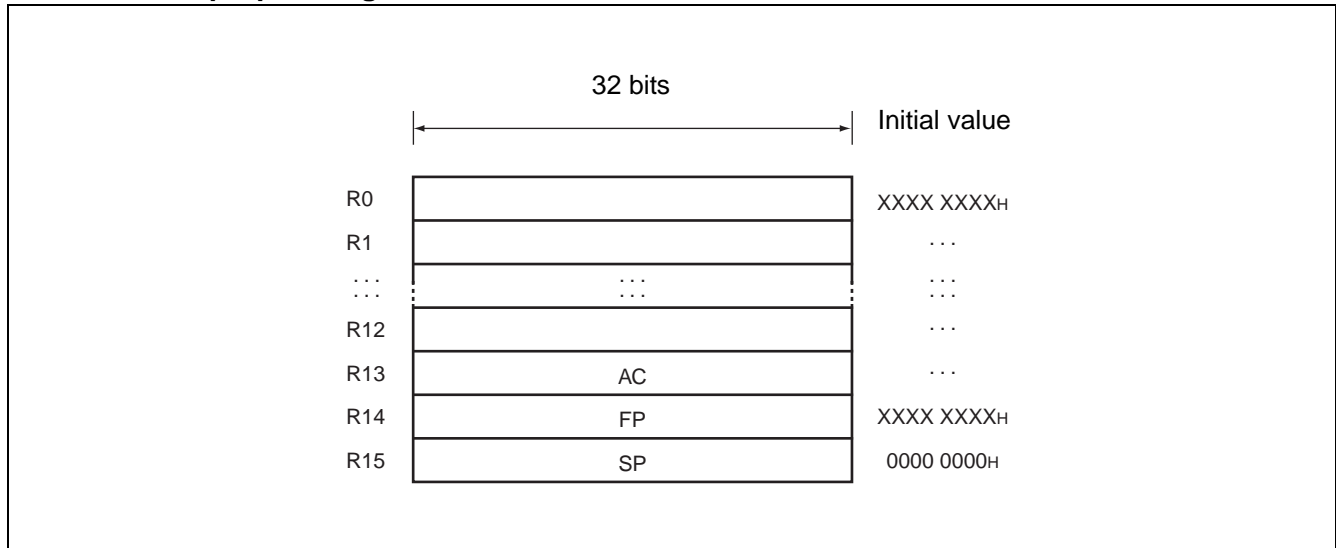 32 bits
Initial value
R0 XXXX XXXXH
R1 ...
... ... ...
... ... ...
R12 ...
R13 AC ...
R14 FP XXXX XXXXH
R15 SP 0000 0000H